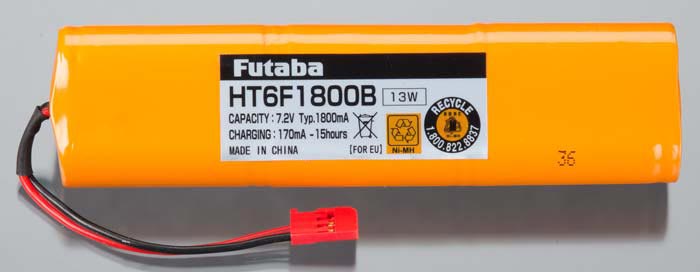 Futaba
HT6F1800B 13W
CAPACITY:7.2V Typ.1800mA
CHARGING:170mA -15hours
MADE IN CHINA [FOR EU] Ni-MH
RECYCLE
1.800.822.8837
36